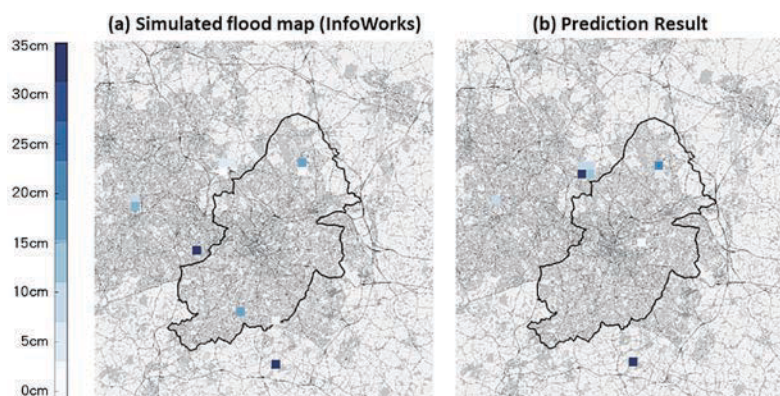 (a) Simulated flood map (InfoWorks)
(b) Prediction Result
35cm
30cm
25cm
20cm
15cm
10cm
5cm
0cm